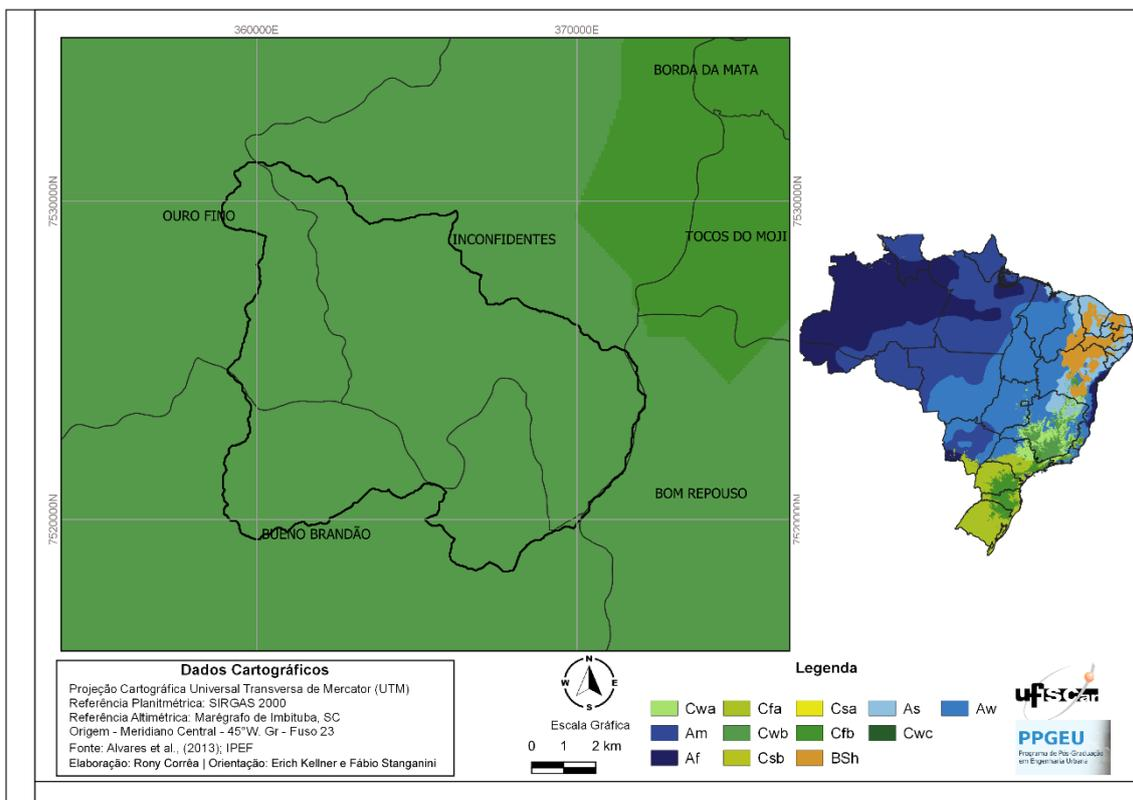 360000E 370000E
BORDA DA MATA
7530000N 7530000N
OURO FINO
INCONFIDENTES
TOCOS DO MOJI
BOM REPOUSO
7520000N 7520000N
BUENO BRANDÃO
Dados Cartográficos
Projeção Cartográfica Universal Transversa de Mercator (UTM)
Referência Planitmétrica: SIRGAS 2000
Referência Altimétrica: Marégrafo de Imbituba, SC
Origem - Meridiano Central - 45°W. Gr - Fuso 23
Fonte: Alvares et al., (2013); IPEF
Elaboração: Rony Corrêa | Orientação: Erich Kellner e Fábio Stanganini
N
W E
S
Escala Gráfica
0 1 2 km
Legenda
Cwa Cfa Csa As Aw
Am Cwb Cfb Cwc
Af Csb BSh
ufscar
PPGEU
Programa de Pós-Graduação
em Engenharia Urbana